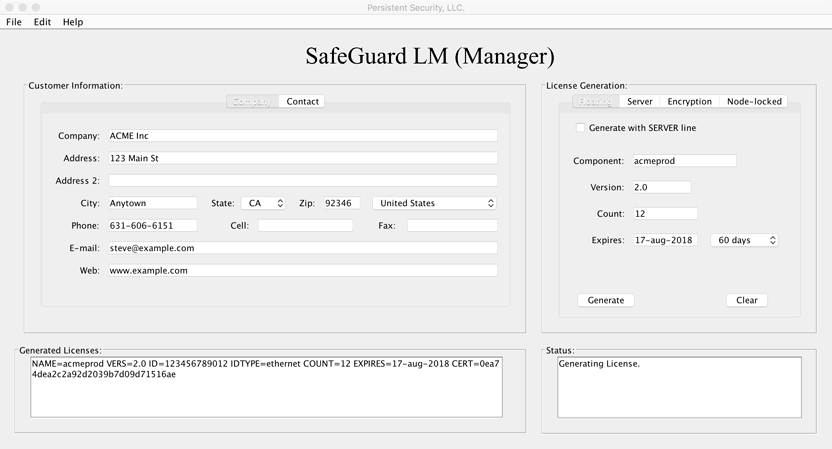 Persistent Security, LLC.
File Edit Help
SafeGuard LM (Manager)
Customer Information:
Company Contact
Company: ACME Inc
Address: 123 Main St
Address 2:
City: Anytown State: CA Zip: 92346 United States
Phone: 631-606-6151 Cell: Fax:
E-mail: steve@example.com
Web: www.example.com
License Generation:
Floating Server Encryption Node-locked
Generate with SERVER line
Component: acmeprod
Version: 2.0
Count: 12
Expires: 17-aug-2018 60 days
Generate Clear
Generated Licenses:
NAME=acmeprod VERS=2.0 ID=123456789012 IDTYPE=ethernet COUNT=12 EXPIRES=17-aug-2018 CERT=0ea7
4dea2c2a92d2039b7d09d71516ae
Status:
Generating License.